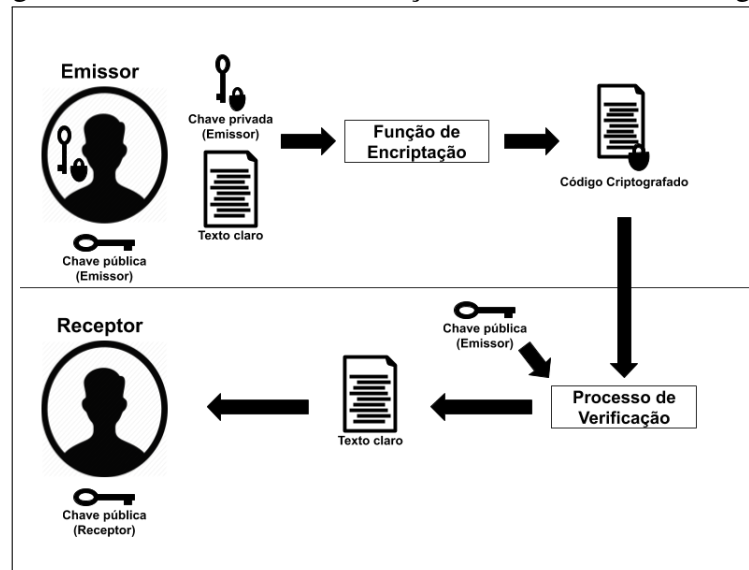 Emissor
Chave privada
(Emissor)
Função de
Encriptação
Código Criptografado
Texto claro
Chave pública
(Emissor)
Receptor
Chave pública
(Emissor)
Processo de
Verificação
Texto claro
Chave pública
(Receptor)